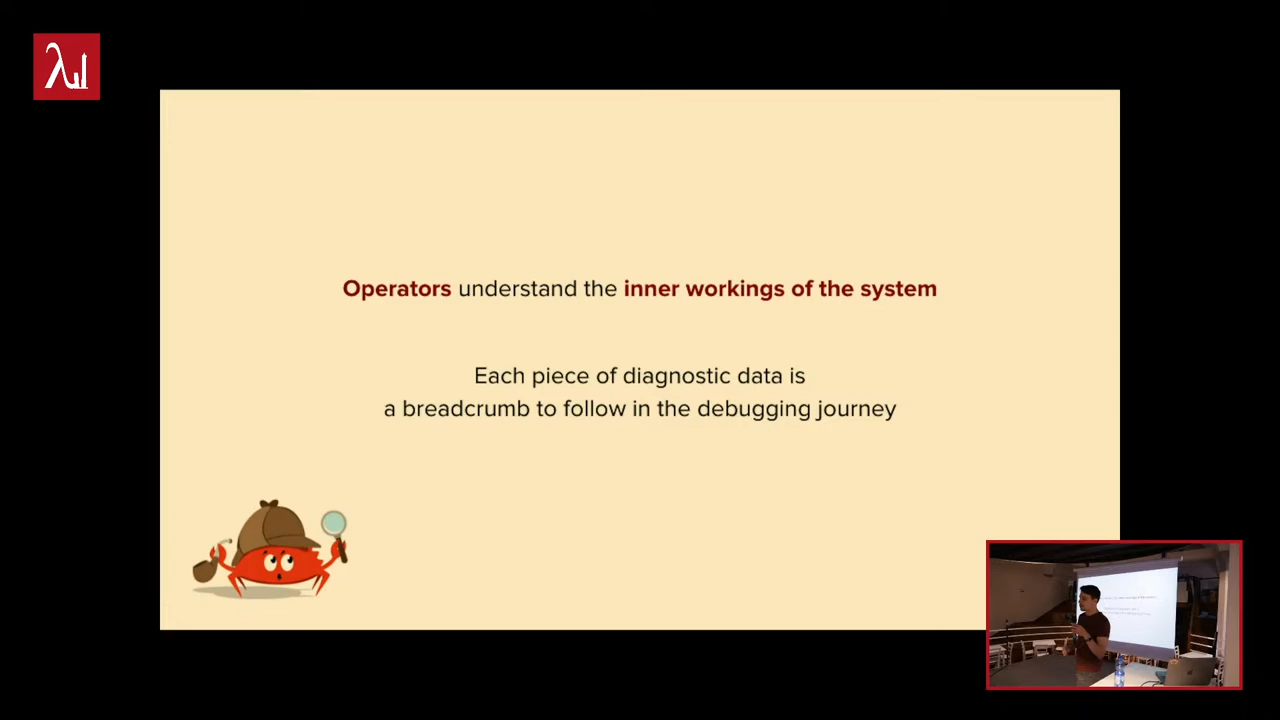 Operators understand the inner workings of the system
Each piece of diagnostic data is
a breadcrumb to follow in the debugging journey